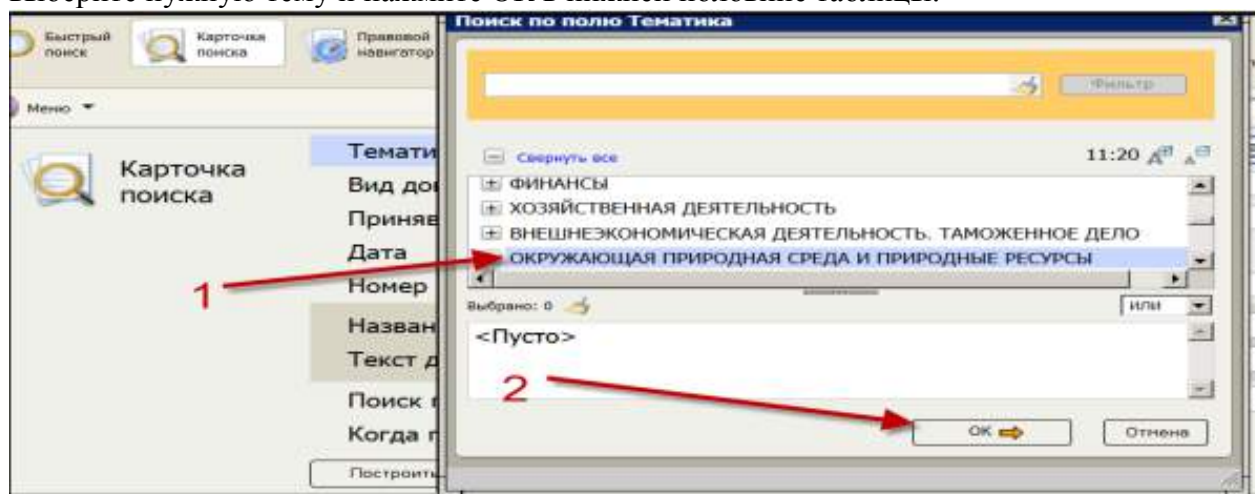 Поиск по полю Тематика
Быстрый поиск
Карточка поиска
Правовой навигатор
Фильтр
Меню
Карточка поиска
Темати
Вид до
Приняв
Дата
Номер
Назван
Текст д
Поиск
Когда
Построить
Свернуть все
11:20
ФИНАНСЫ
ХОЗЯЙСТВЕННАЯ ДЕЯТЕЛЬНОСТЬ
ВНЕШНЕЭКОНОМИЧЕСКАЯ ДЕЯТЕЛЬНОСТЬ. ТАМОЖЕННОЕ ДЕЛО
ОКРУЖАЮЩАЯ ПРИРОДНАЯ СРЕДА И ПРИРОДНЫЕ РЕСУРСЫ
1
Выбрано: 0
или
<Пусто>
2
ОК
Отмена